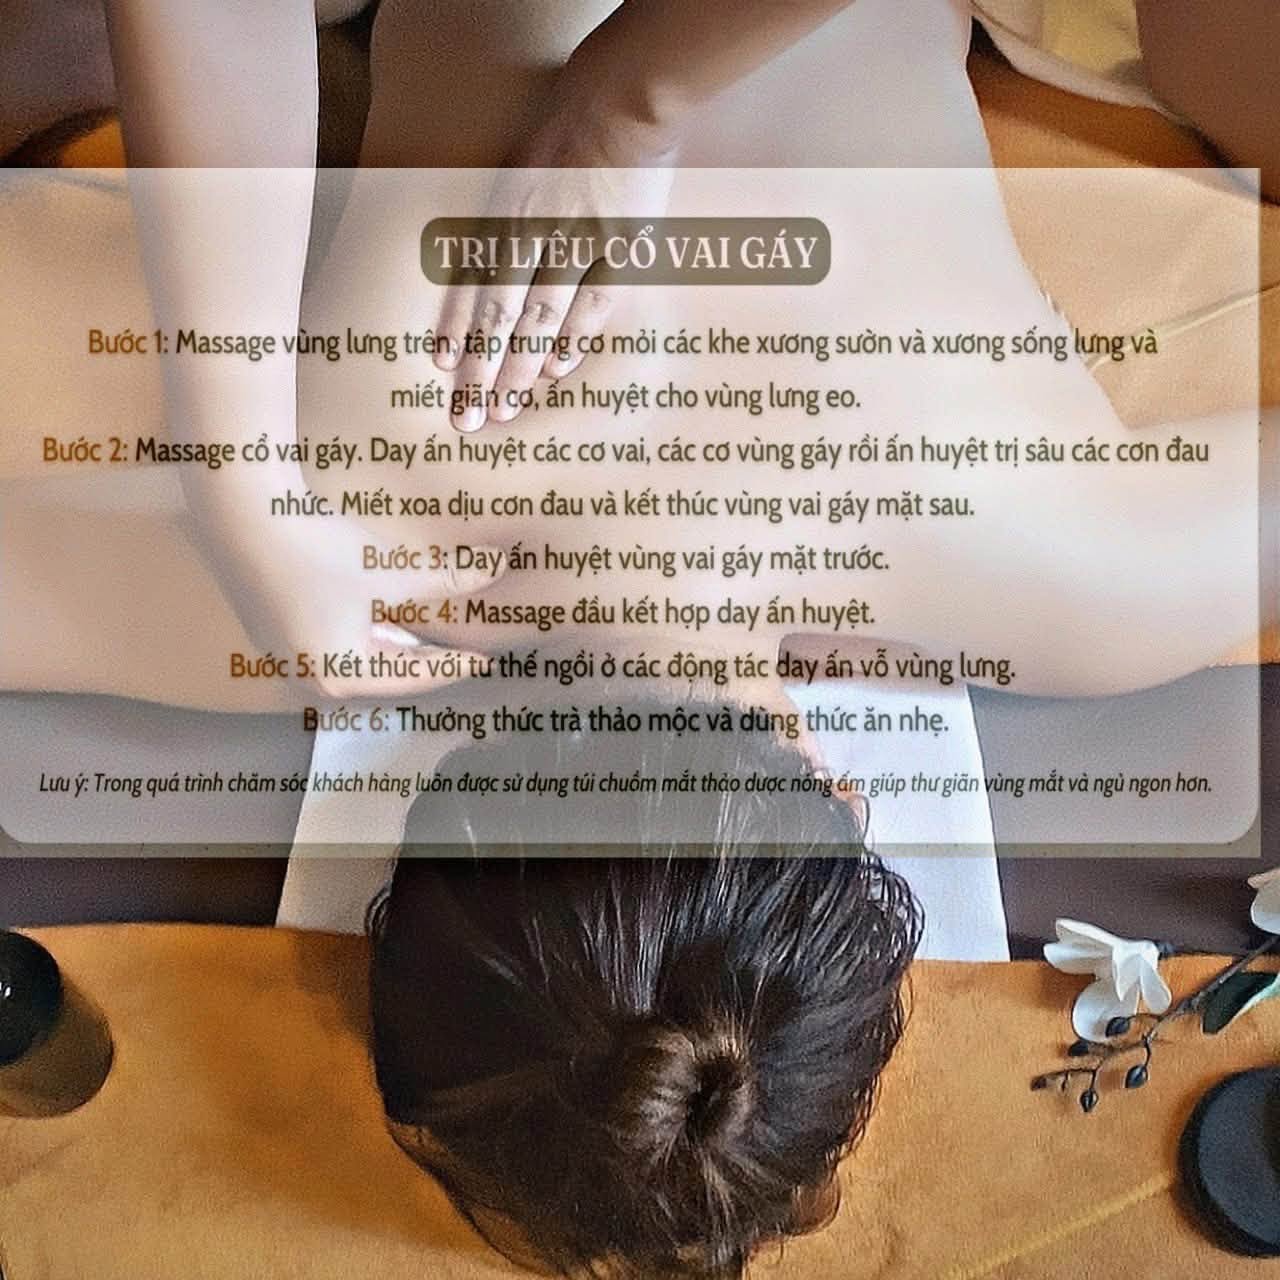 TRỊ LIỆU CỔ VAI GÁY
Bước 1: Massage vùng lưng trên, tập trung cơ mỏi các khe xương sườn và xương sống lưng và
miết giãn cơ, ấn huyệt cho vùng lưng eo.
Bước 2: Massage cổ vai gáy. Day ấn huyệt các cơ vai, các cơ vùng gáy rồi ấn huyệt trị sâu các cơn đau
nhức. Miết xoa dịu cơn đau và kết thúc vùng vai gáy mặt sau.
Bước 3: Day ấn huyệt vùng vai gáy mặt trước.
Bước 4: Massage đầu kết hợp day ấn huyệt.
Bước 5: Kết thúc với tư thế ngồi ở các động tác day ấn vỗ vùng lưng.
Bước 6: Thưởng thức trà thảo mộc và dùng thức ăn nhẹ.
Lưu ý: Trong quá trình chăm sóc khách hàng luôn được sử dụng túi chuồm mắt thảo dược nóng ấm giúp thư giãn vùng mắt và ngủ ngon hơn.